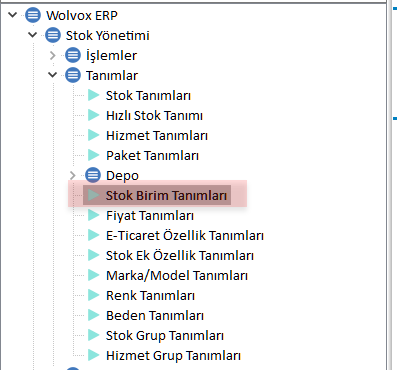 Wolvox ERP
Stok Yönetimi
İşlemler
Tanımlar
Stok Tanımları
Hızlı Stok Tanımı
Hizmet Tanımları
Paket Tanımları
Depo
Stok Birim Tanımları
Fiyat Tanımları
E-Ticaret Özellik Tanımları
Stok Ek Özellik Tanımları
Marka/Model Tanımları
Renk Tanımları
Beden Tanımları
Stok Grup Tanımları
Hizmet Grup Tanımları